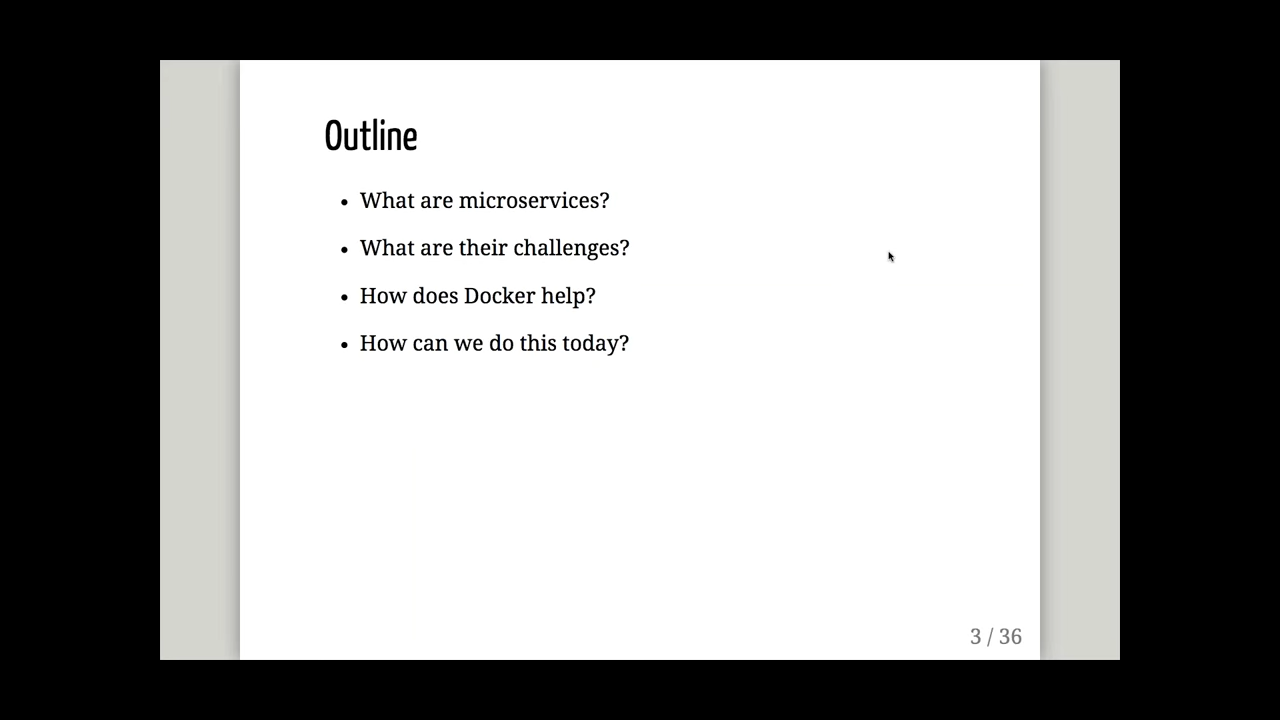 Outline
• What are microservices?
• What are their challenges?
• How does Docker help?
• How can we do this today?
3 / 36